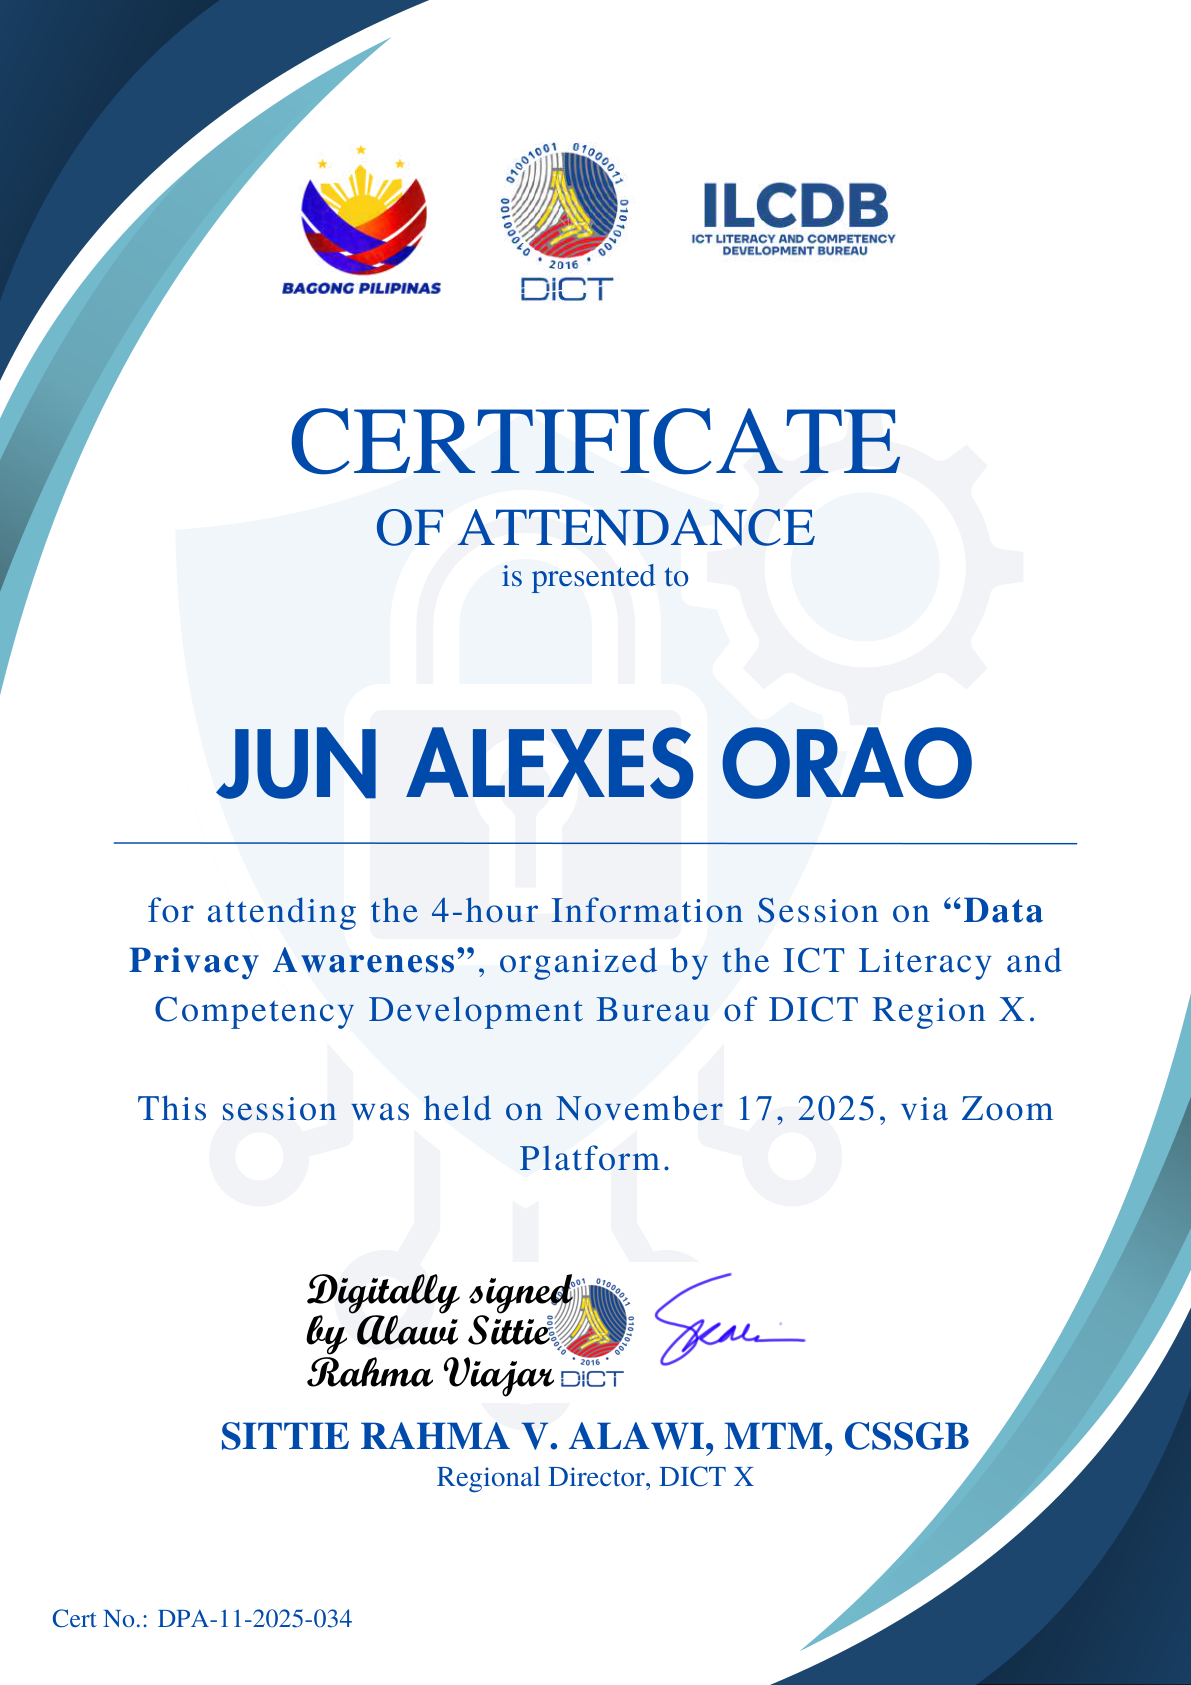 BAGONG PILIPINAS
01000100 01001001 01000011 01010100
2016
DICT
ILCDB
ICT LITERACY AND COMPETENCY
DEVELOPMENT BUREAU
CERTIFICATE
OF ATTENDANCE
is presented to
JUN ALEXES ORAO
for attending the 4-hour Information Session on “Data
Privacy Awareness”, organized by the ICT Literacy and
Competency Development Bureau of DICT Region X.
This session was held on November 17, 2025, via Zoom
Platform.
Digitally signed
by Alawi Sittie
Rahma Viajar
01000011 01010100
2016
DICT
SITTIE RAHMA V. ALAWI, MTM, CSSGB
Regional Director, DICT X
Cert No.: DPA-11-2025-034